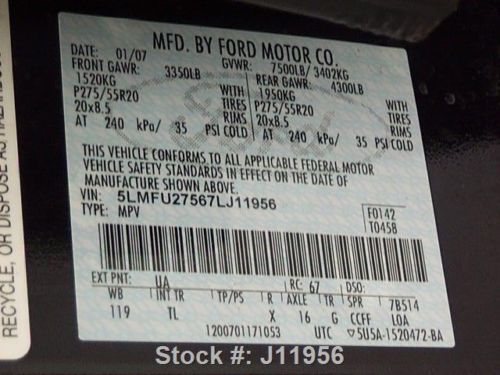 MFD. BY FORD MOTOR CO.
DATE: 01/07 GVWR: 7500LB/ 3402KG
FRONT GAWR: 3350LB REAR GAWR: 4300LB
1520KG WITH 1950KG WITH
P275/55R20 TIRES P275/55R20 TIRES
20x8.5 RIMS 20x8.5 RIMS
AT 240 kPa/ 35 PSI COLD AT 240 kPa/ 35 PSI COLD
THIS VEHICLE CONFORMS TO ALL APPLICABLE FEDERAL MOTOR
VEHICLE SAFETY STANDARDS IN EFFECT ON THE DATE OF
MANUFACTURE SHOWN ABOVE.
VIN: 5LMFU27567LJ11956
TYPE: MPV
F0142
T0458
EXT PNT: UA RC: 67 DSO:
WB INT TR TP/PS R AXLE TR SPR 7B514
119 TL X 16 G CCFF LOA
1200701171053 UTC 5U5A-1520472-BA
Ford
RECYCLE, OR DISPOSE AS
Stock #: J11956